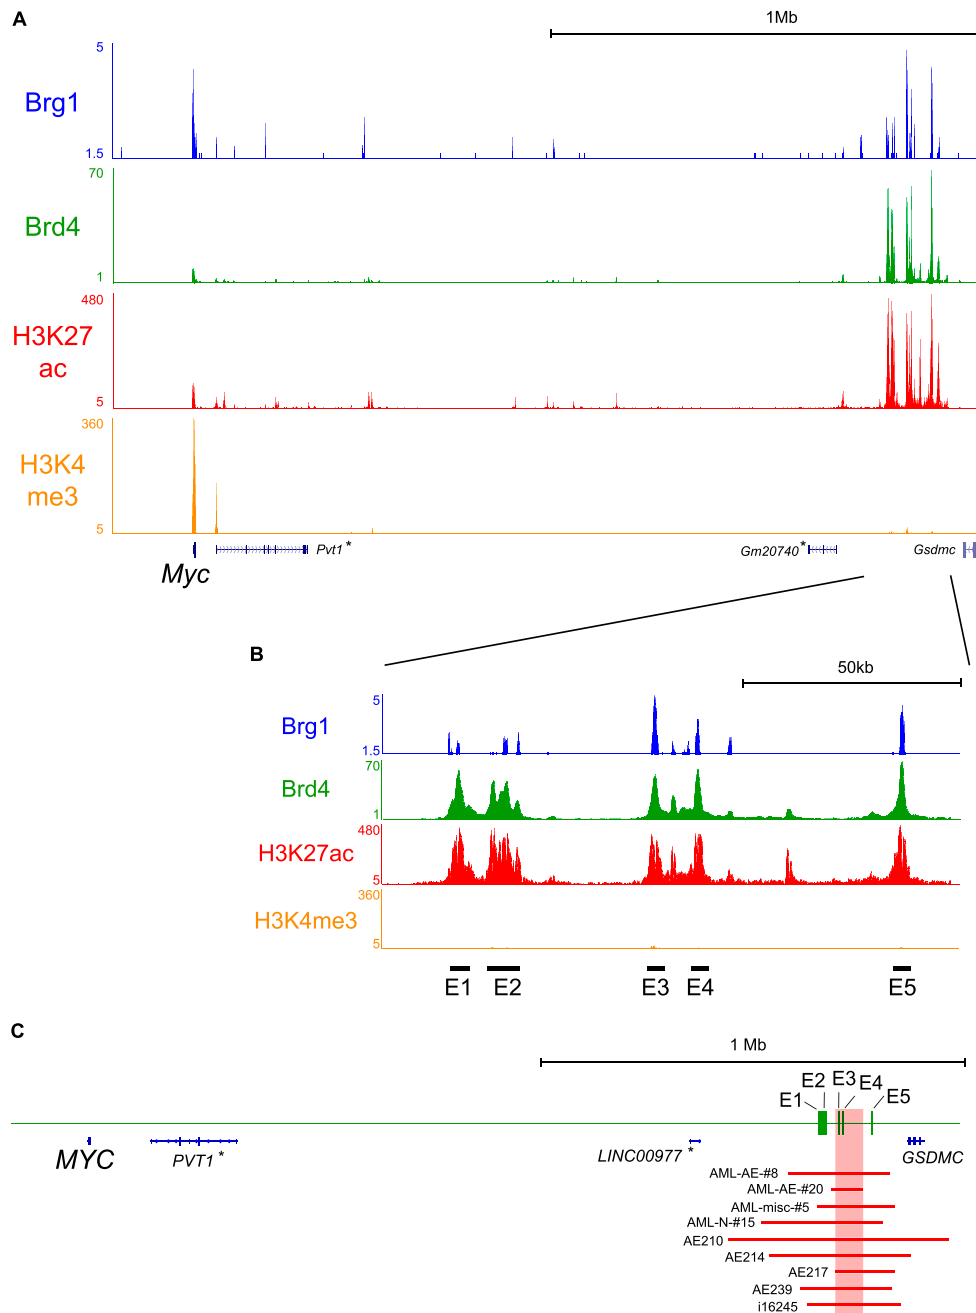 A
1Mb
5
Brg1
1.5
70
Brd4
1
480
H3K27
ac
5
360
H3K4
me3
5
Myc
Pvt1 *
Gm20740 *
Gsdmc
B
50kb
5
Brg1
1.5
70
Brd4
1
480
H3K27ac
5
360
H3K4me3
5
E1 E2 E3 E4 E5
C
1 Mb
E1 E2 E3 E4 E5
MYC
PVT1 *
LINC00977 *
GSDMC
AML-AE-#8
AML-AE-#20
AML-misc-#5
AML-N-#15
AE210
AE214
AE217
AE239
i16245